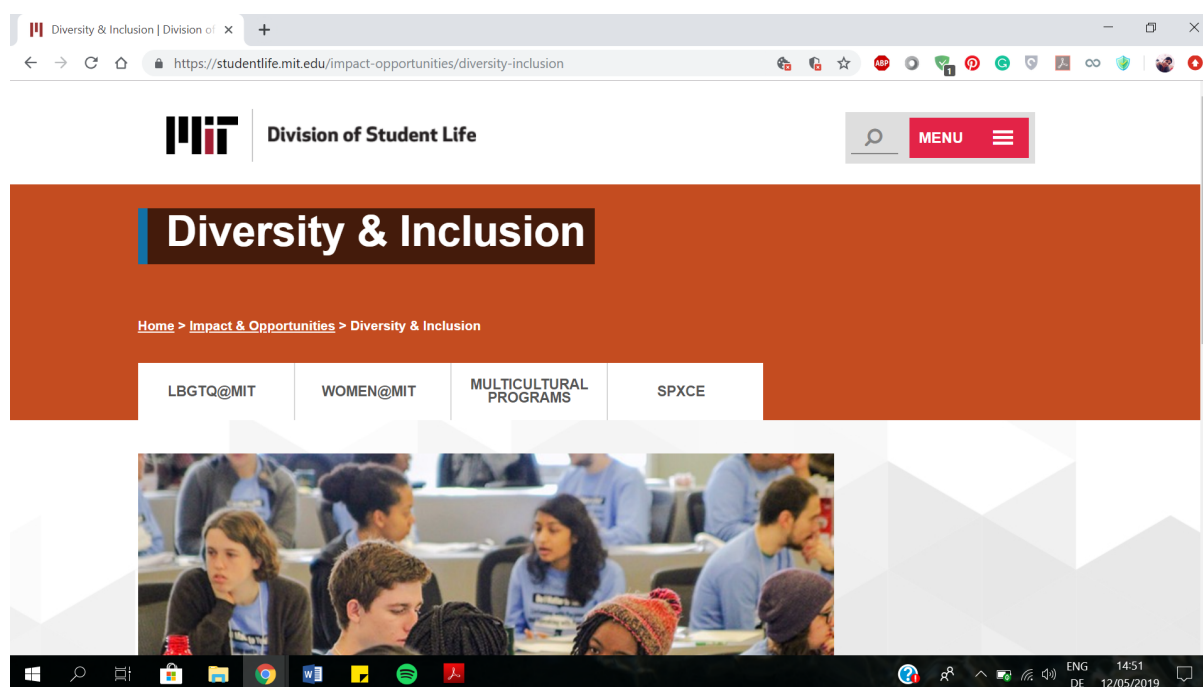 Diversity & Inclusion | Division of
https://studentlife.mit.edu/impact-opportunities/diversity-inclusion
ABP
1
MIT
Division of Student Life
MENU
Diversity & Inclusion
Home > Impact & Opportunities > Diversity & Inclusion
LBGTQ@MIT
WOMEN@MIT
MULTICULTURAL
PROGRAMS
SPXCE
ENG
14:51
DE
12/05/2019